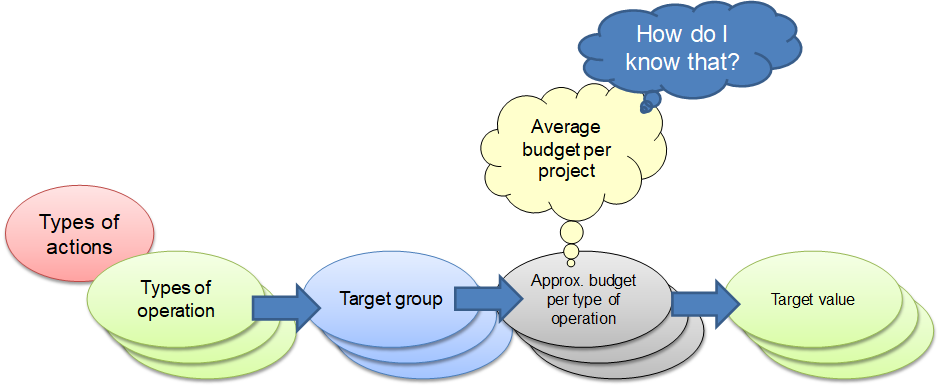 How do I
know that?
Average
budget per
project
Types of
actions
Types of
operation
Target group
Approx. budget
per type of
operation
Target value